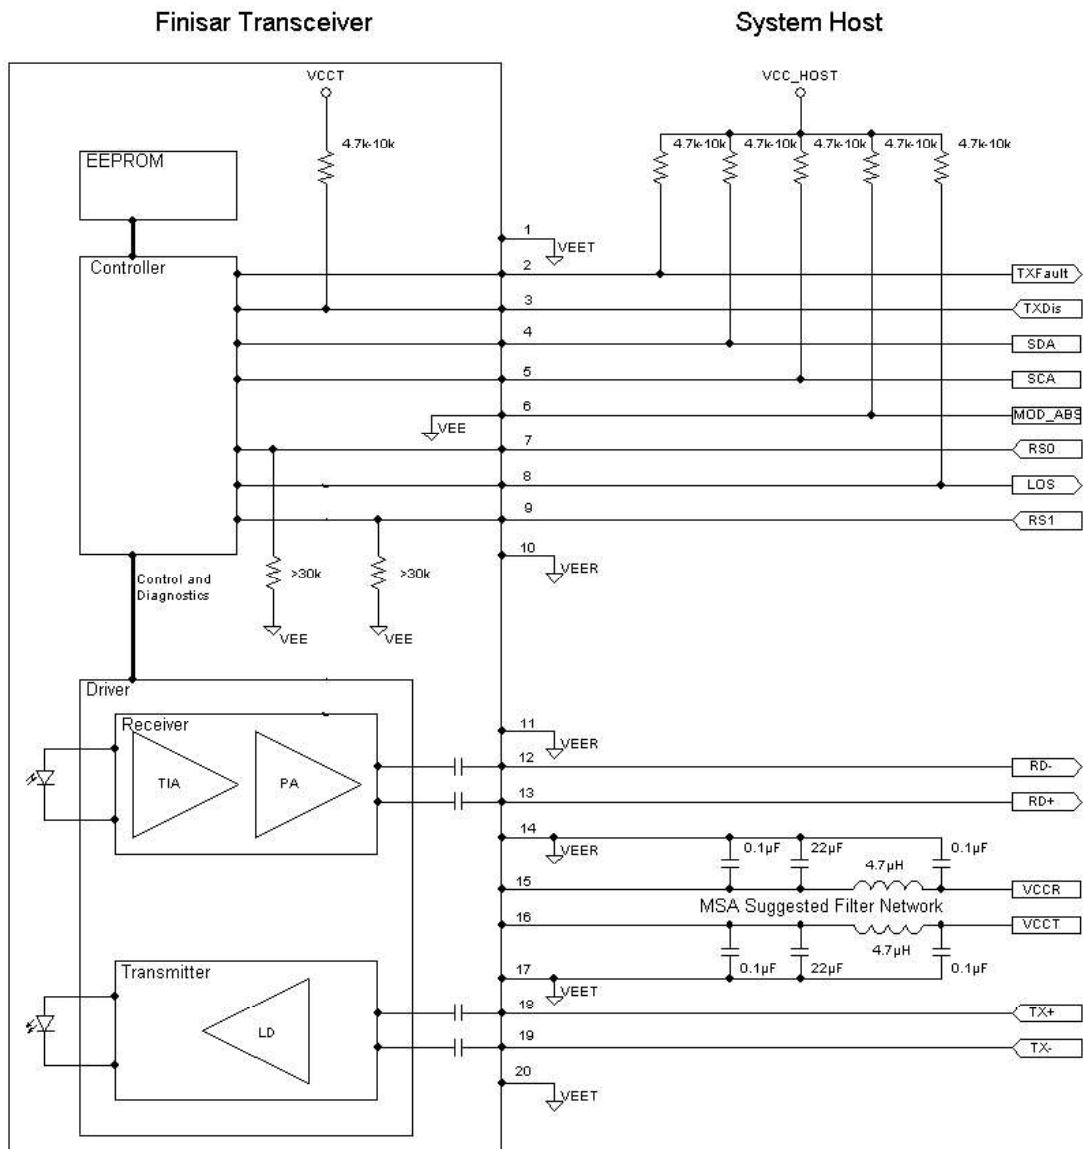 Finisar Transceiver
System Host
VCCT
VCC_HOST
4.7k-10k
4.7k-10k
4.7k-10k
4.7k-10k
4.7k-10k
4.7k-10k
EEPROM
1
VEET
Controller
2
TXFault
3
TXDis
4
SDA
5
SCA
6
MOD_ABS
VEE
7
RS0
8
LOS
9
RS1
10
VEER
Control and
Diagnostics
>30k
>30k
VEE
VEE
Driver
Receiver
11
VEER
TIA
PA
12
RD-
13
RD+
14
VEER
0.1µF
22µF
4.7µH
0.1µF
15
VCCR
MSA Suggested Filter Network
16
VCCT
4.7µH
Transmitter
17
0.1µF
22µF
0.1µF
VEET
18
TX+
LD
19
TX-
20
VEET